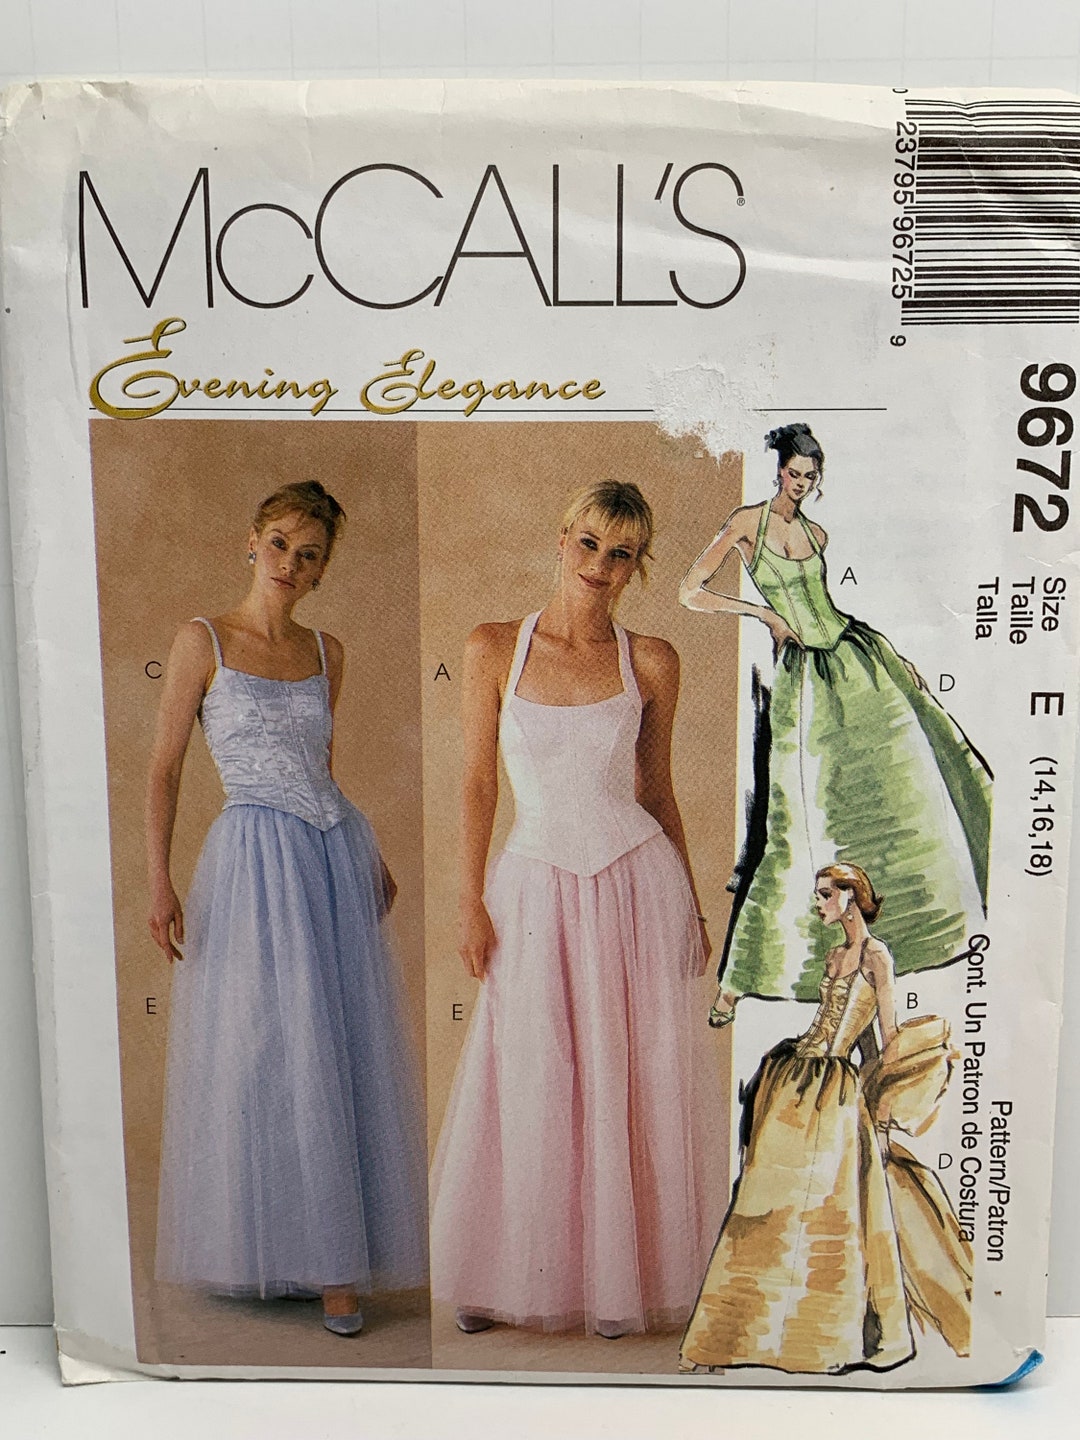 McCALL'S®
Evening Elegance
0 23795 96725 9
9672
Size E (14,16,18)
Taille
Talla
Pattern/Patron
Cont. Un Patron de Costura
C
E
A
E
A
D
B
D